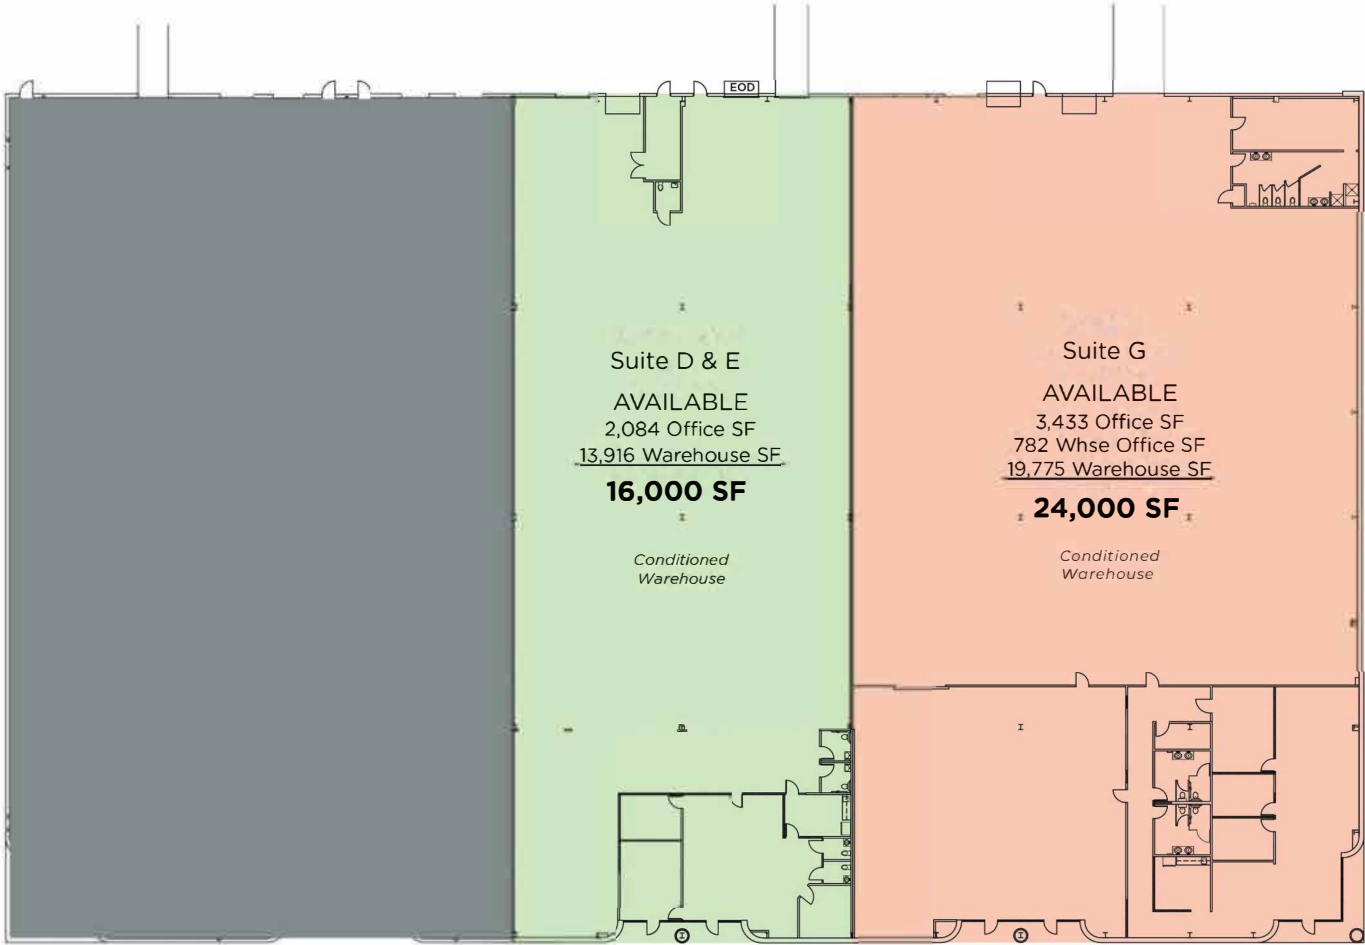 EOD
Suite D & E
AVAILABLE
2,084 Office SF
13,916 Warehouse SF
16,000 SF
Conditioned
Warehouse
Suite G
AVAILABLE
3,433 Office SF
782 Whse Office SF
19,775 Warehouse SF
24,000 SF
Conditioned
Warehouse